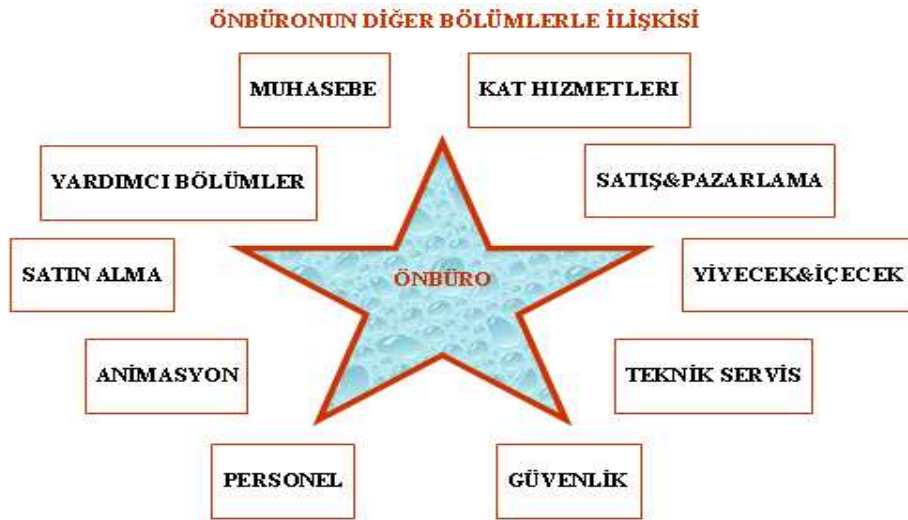 ÖNBÜRONUN DİĞER BÖLÜMLERLE İLİŞKİSİ
MUHASEBE
KAT HIZMETLERI
YARDIMCI BÖLÜMLER
SATIŞ&PAZARLAMA
SATIN ALMA
ÖNBÜRO
YİYECEK&İÇECEK
ANİMASYON
TEKNİK SERVİS
PERSONEL
GÜVENLİK